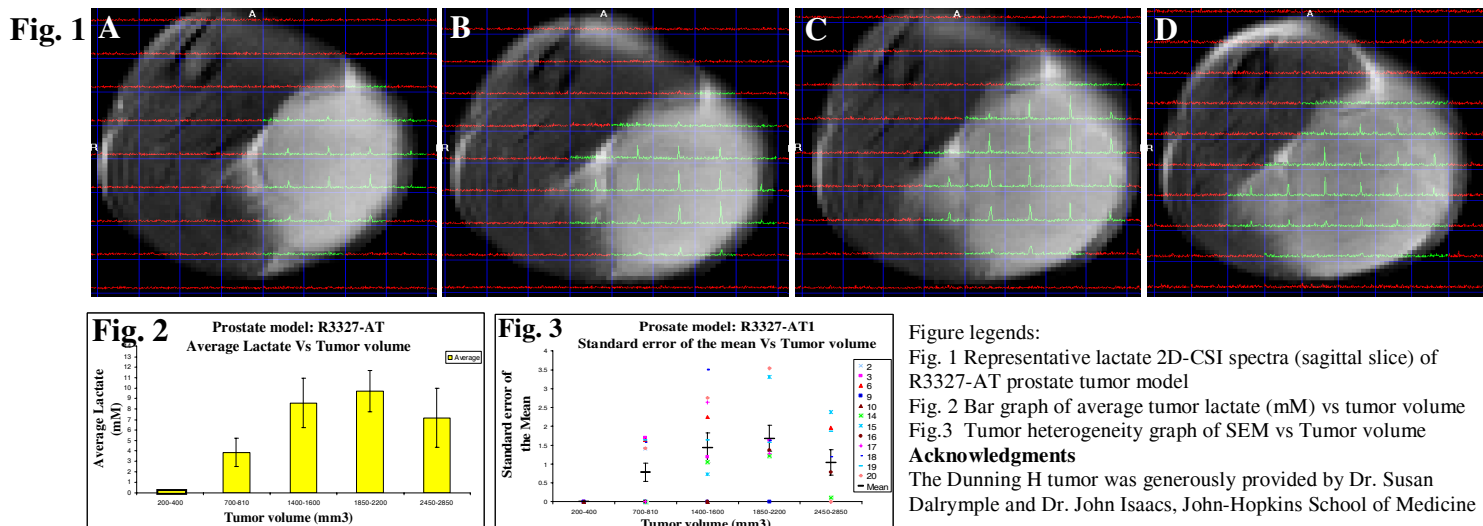 Fig. 1 A B C D
A A A A
R R R R
Fig. 2
Prostate model: R3327-AT
Average Lactate Vs Tumor volume
Average
Average Lactate (mM)
14
13
12
11
10
9
8
7
6
5
4
3
2
1
0
200-400 700-810 1400-1600 1850-2200 2450-2850
Tumor volume (mm3)
Fig. 3
Prosate model: R3327-AT1
Standard error of the mean Vs Tumor volume
Standard error of the Mean
4
3.5
3
2.5
2
1.5
1
0.5
0
200-400 700-810 1400-1600 1850-2200 2450-2850
Tumor volume (mm3)
2
3
6
9
10
14
15
16
17
18
19
20
Mean
Figure legends:
Fig. 1 Representative lactate 2D-CSI spectra (sagittal slice) of
R3327-AT prostate tumor model
Fig. 2 Bar graph of average tumor lactate (mM) vs tumor volume
Fig.3 Tumor heterogeneity graph of SEM vs Tumor volume
Acknowledgments
The Dunning H tumor was generously provided by Dr. Susan
Dalrymple and Dr. John Isaacs, John-Hopkins School of Medicine